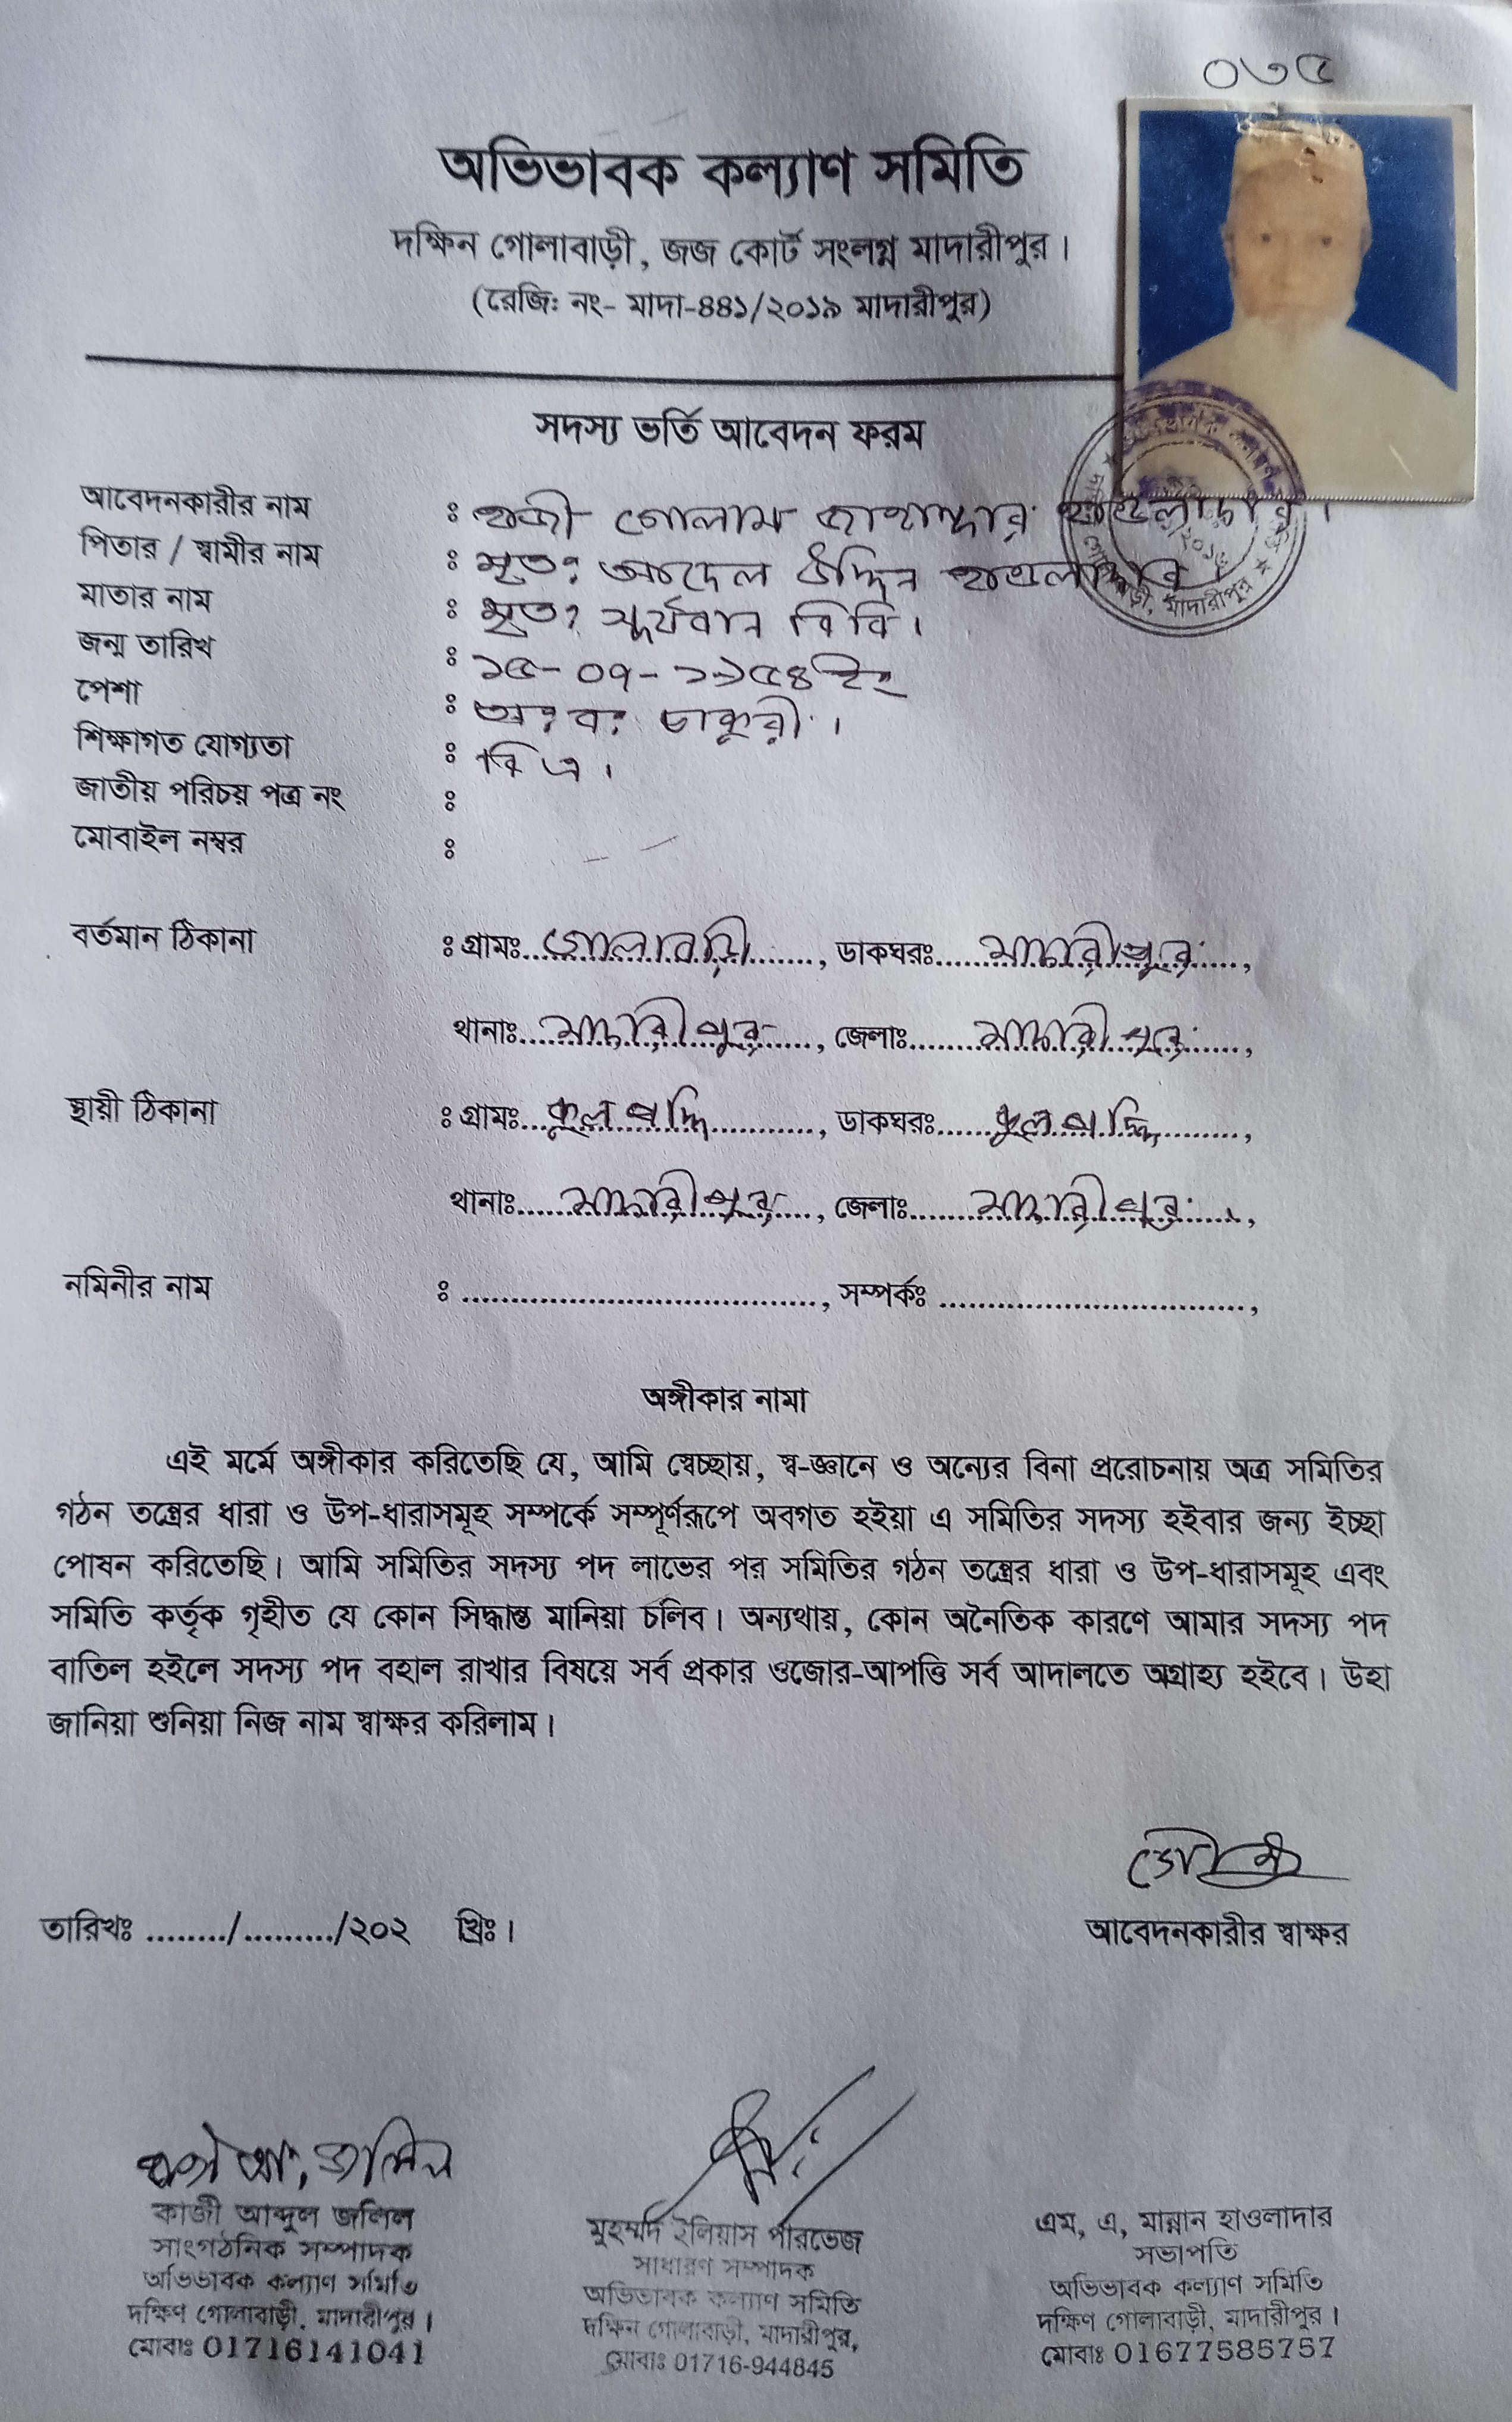 ০৩৫
অভিভাবক কল্যাণ সমিতি
দক্ষিন গোলাবাড়ী, জজ কোর্ট সংলগ্ন মাদারীপুর।
(রেজি: নং- মাদা-৪৪১/২০১৯ মাদারীপুর)
সদস্য ভর্তি আবেদন ফরম
আবেদনকারীর নাম : গোলাম হাওলাদার।
পিতার / স্বামীর নাম : মৃতঃ আদেল উদ্দিন হাওলাদার।
মাতার নাম : মৃতঃ সূর্যবান বিবি।
জন্ম তারিখ : ১৫-০৭-১৯৫৪ ইং
পেশা : অঃ বঃ চাকুরী।
শিক্ষাগত যোগ্যতা : বি এ।
জাতীয় পরিচয় পত্র নং :
মোবাইল নম্বর :
বর্তমান ঠিকানা : গ্রামঃ গোলাবাড়ী, ডাকঘরঃ মাদারীপুর,
থানাঃ মাদারীপুর, জেলাঃ মাদারীপুর,
স্থায়ী ঠিকানা : গ্রামঃ কুলপদ্দি, ডাকঘরঃ কুলপদ্দি,
থানাঃ মাদারীপুর, জেলাঃ মাদারীপুর,
নমিনীর নাম : ...................................., সম্পর্কঃ ................................,
অঙ্গীকার নামা
এই মর্মে অঙ্গীকার করিতেছি যে, আমি স্বেচ্ছায়, স্ব-জ্ঞানে ও অন্যের বিনা প্ররোচনায় অত্র সমিতির
গঠন তন্ত্রের ধারা ও উপ-ধারাসমূহ সম্পর্কে সম্পূর্ণরূপে অবগত হইয়া এ সমিতির সদস্য হইবার জন্য ইচ্ছা
পোষন করিতেছি। আমি সমিতির সদস্য পদ লাভের পর সমিতির গঠন তন্ত্রের ধারা ও উপ-ধারাসমূহ এবং
সমিতি কর্তৃক গৃহীত যে কোন সিদ্ধান্ত মানিয়া চলিব। অন্যথায়, কোন অনৈতিক কারণে আমার সদস্য পদ
বাতিল হইলে সদস্য পদ বহাল রাখার বিষয়ে সর্ব প্রকার ওজোর-আপত্তি সর্ব আদালতে অগ্রাহ্য হইবে। উহা
জানিয়া শুনিয়া নিজ নাম স্বাক্ষর করিলাম।
তারিখঃ ......../........./২০২ খ্রিঃ। আবেদনকারীর স্বাক্ষর
কাজী আব্দুল জলিল
সাংগঠনিক সম্পাদক
অভিভাবক কল্যাণ সমিতি
দক্ষিণ গোলাবাড়ী, মাদারীপুর।
মোবাঃ 01716141041
মুহম্মদ ইলিয়াস পারভেজ
সাধারণ সম্পাদক
অভিভাবক কল্যাণ সমিতি
দক্ষিন গোলাবাড়ী, মাদারীপুর,
মোবাঃ 01716-944845
এম, এ, মান্নান হাওলাদার
সভাপতি
অভিভাবক কল্যাণ সমিতি
দক্ষিণ গোলাবাড়ী, মাদারীপুর।
মোবাঃ 01677585757